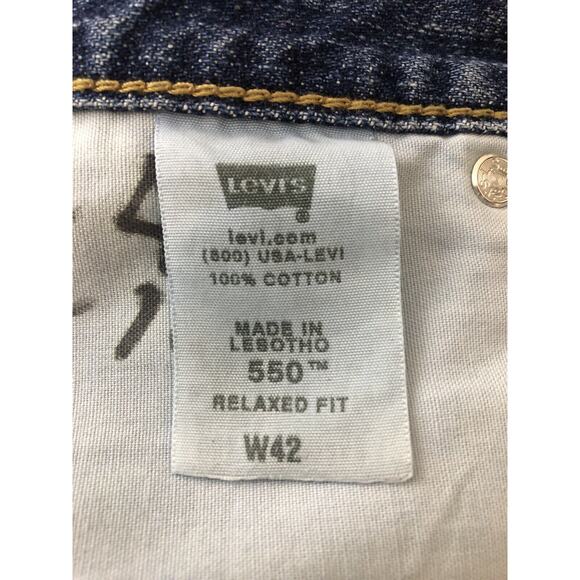 LEVI'S
®
levi.com
(800) USA-LEVI
100% COTTON
MADE IN
LESOTHO
550™
RELAXED FIT
W42